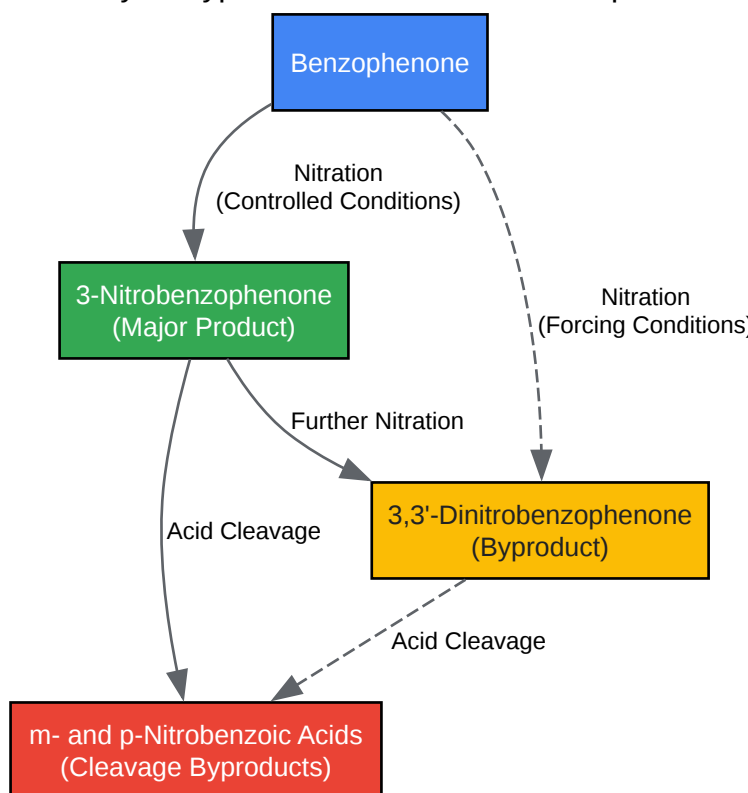 Benzophenone
Nitration
(Controlled Conditions)
3-Nitrobenzophenone
(Major Product)
Nitration
(Forcing Conditions)
Further Nitration
3,3'-Dinitrobenzophenone
(Byproduct)
Acid Cleavage
Acid Cleavage
m- and p-Nitrobenzoic Acids
(Cleavage Byproducts)